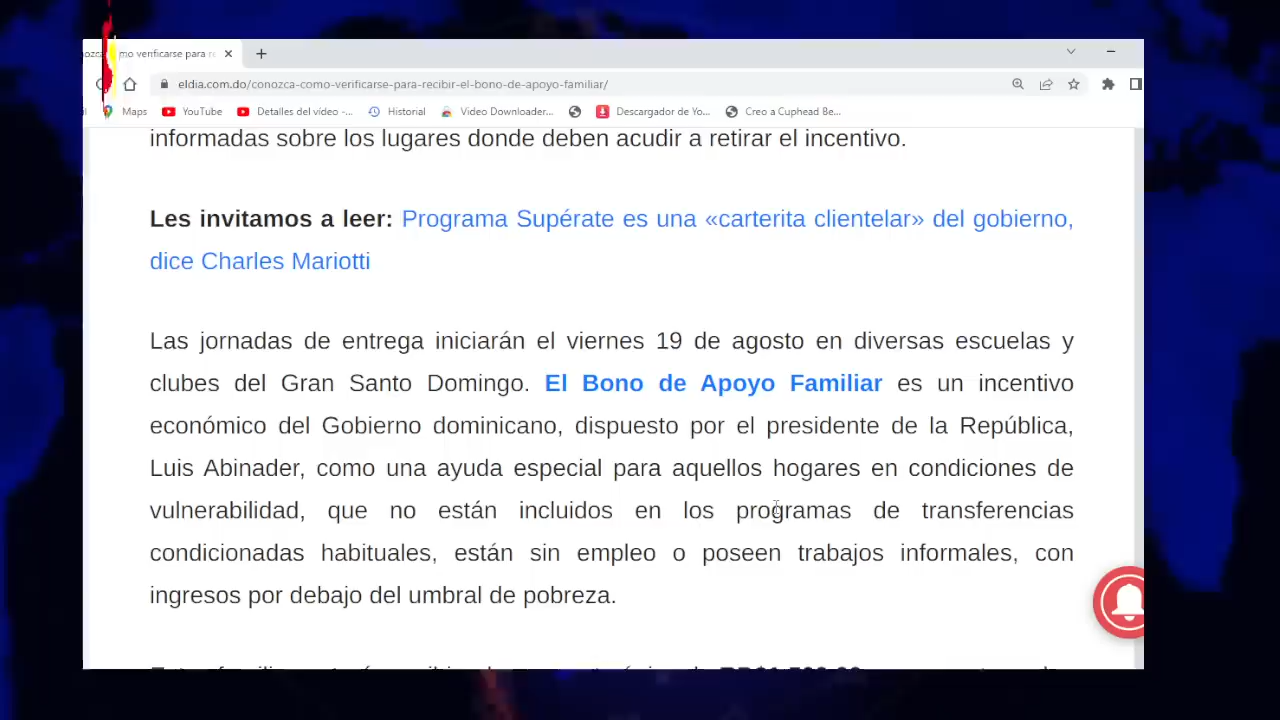 mo verificarse para re
eldia.com.do/conozca-como-verificarse-para-recibir-el-bono-de-apoyo-familiar/
Maps YouTube Detalles del vídeo -... Historial Video Downloader... Descargador de Yo... Creo a Cuphead Be...
informadas sobre los lugares donde deben acudir a retirar el incentivo.
Les invitamos a leer: Programa Supérate es una «carterita clientelar» del gobierno,
dice Charles Mariotti
Las jornadas de entrega iniciarán el viernes 19 de agosto en diversas escuelas y
clubes del Gran Santo Domingo. El Bono de Apoyo Familiar es un incentivo
económico del Gobierno dominicano, dispuesto por el presidente de la República,
Luis Abinader, como una ayuda especial para aquellos hogares en condiciones de
vulnerabilidad, que no están incluidos en los programas de transferencias
condicionadas habituales, están sin empleo o poseen trabajos informales, con
ingresos por debajo del umbral de pobreza.